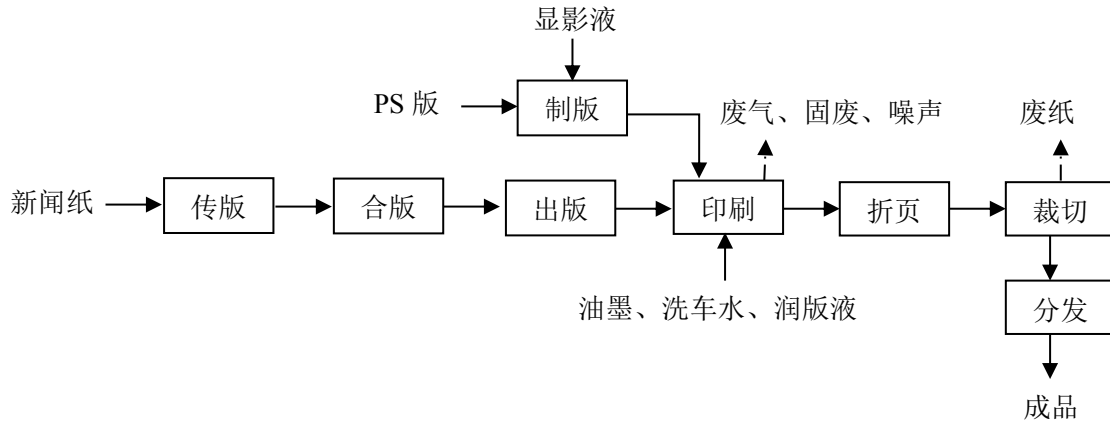 显影液
PS 版
制版
废气、固废、噪声
废纸
新闻纸
传版
合版
出版
印刷
折页
裁切
油墨、洗车水、润版液
分发
成品